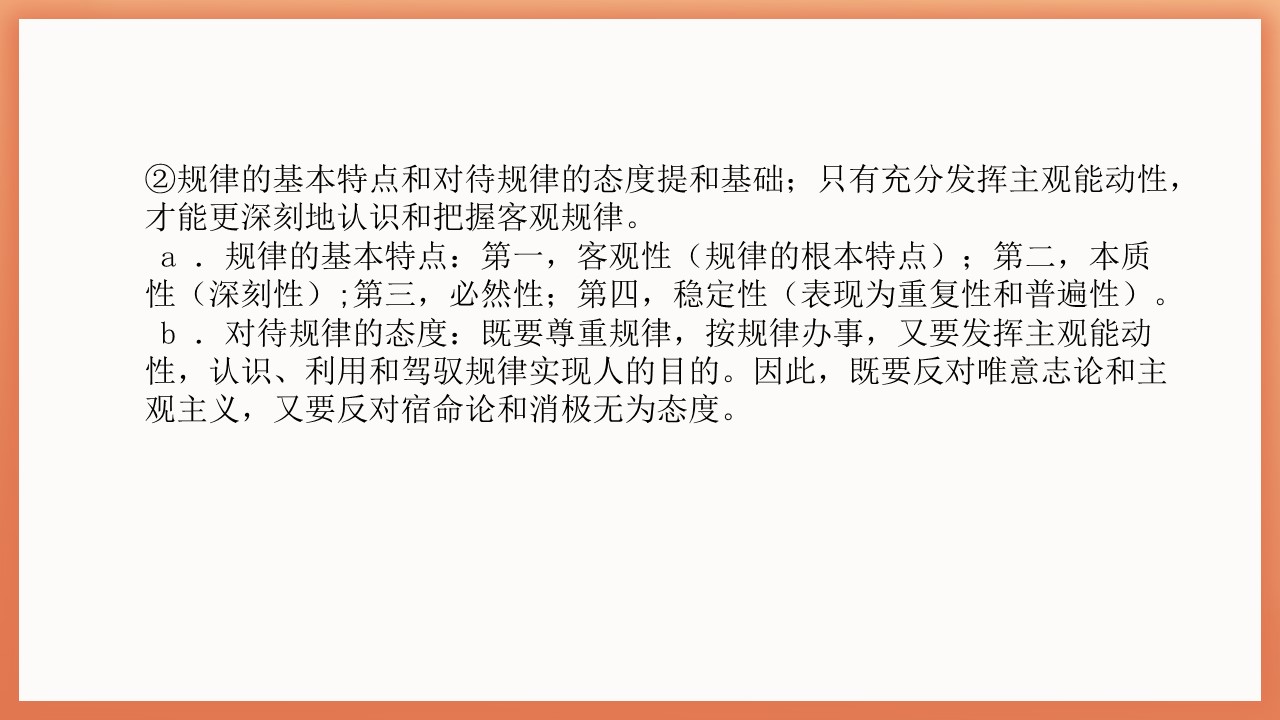 ②规律的基本特点和对待规律的态度提和基础；只有充分发挥主观能动性，
才能更深刻地认识和把握客观规律。
ａ．规律的基本特点：第一，客观性（规律的根本特点）；第二，本质
性（深刻性）;第三，必然性；第四，稳定性（表现为重复性和普遍性）。
ｂ．对待规律的态度：既要尊重规律，按规律办事，又要发挥主观能动
性，认识、利用和驾驭规律实现人的目的。因此，既要反对唯意志论和主
观主义，又要反对宿命论和消极无为态度。